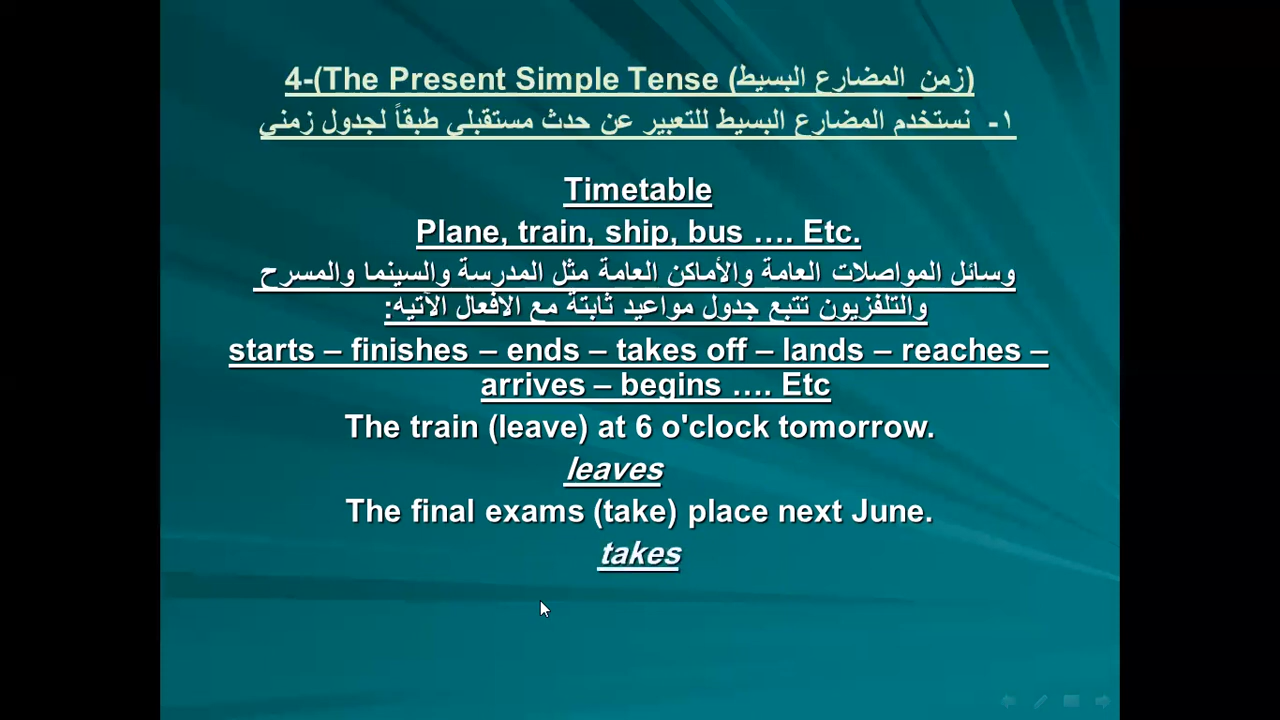 4-(The Present Simple Tense (زمن المضارع البسيط)
١- نستخدم المضارع البسيط للتعبير عن حدث مستقبلي طبقاً لجدول زمني
Timetable
Plane, train, ship, bus …. Etc.
وسائل المواصلات العامة والأماكن العامة مثل المدرسة والسينما والمسرح
والتلفزيون تتبع جدول مواعيد ثابتة مع الافعال الآتيه:
starts – finishes – ends – takes off – lands – reaches –
arrives – begins …. Etc
The train (leave) at 6 o'clock tomorrow.
leaves
The final exams (take) place next June.
takes